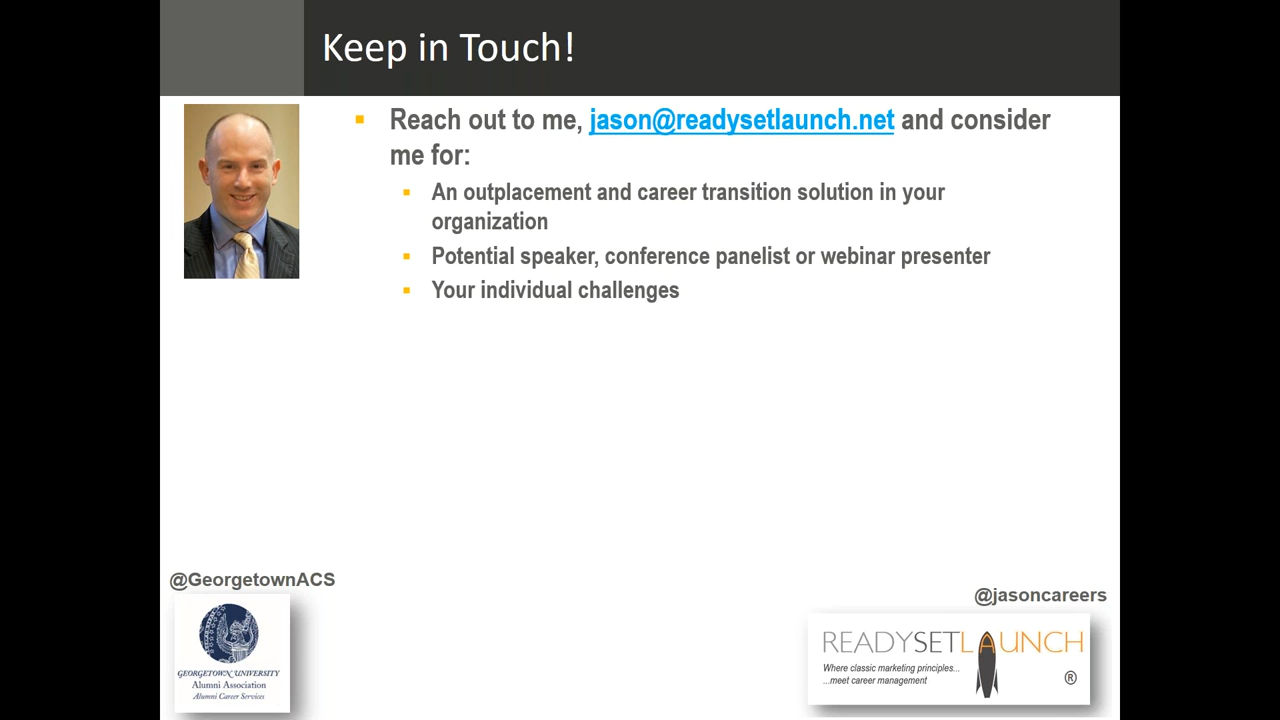 Keep in Touch!
Reach out to me, jason@readysetlaunch.net and consider
me for:
An outplacement and career transition solution in your
organization
Potential speaker, conference panelist or webinar presenter
Your individual challenges
@GeorgetownACS
GEORGETOWN UNIVERSITY
Alumni Association
Alumni Career Services
@jasoncareers
READYSETLAUNCH
Where classic marketing principles...
...meet career management
®